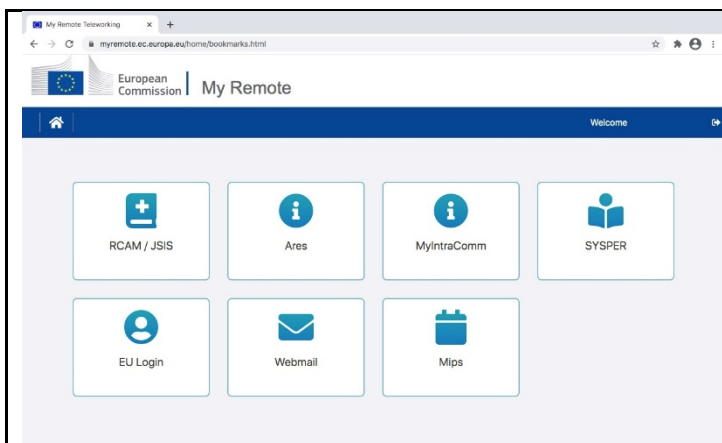 My Remote Teleworking
myremote.ec.europa.eu/home/bookmarks.html
European
Commission
My Remote
Welcome
RCAM / JSIS
Ares
MyIntraComm
SYSPER
EU Login
Webmail
Mips